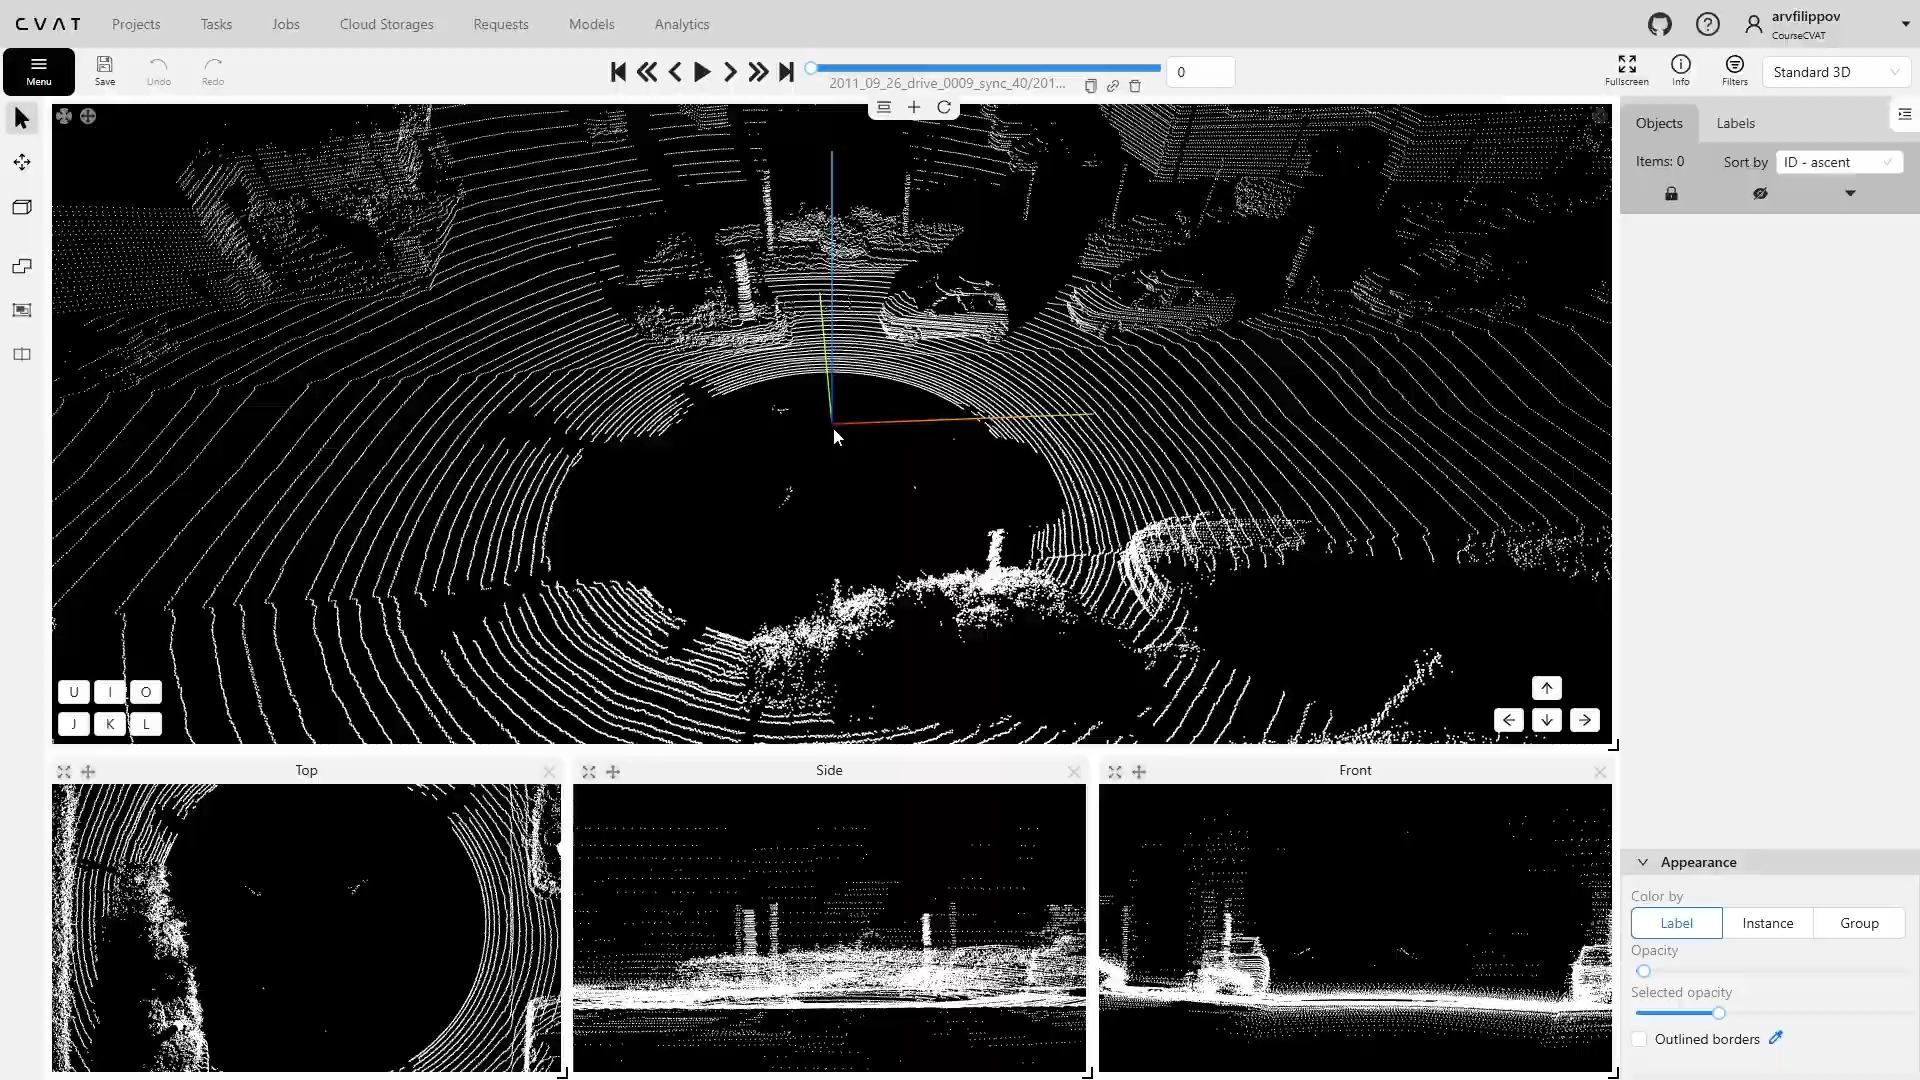 CVAT Projects Tasks Jobs Cloud Storages Requests Models Analytics arvfilippov
CourseCVAT
Menu Save Undo Redo 0 Fullscreen Info Filters Standard 3D
2011_09_26_drive_0009_sync_40/201...
Objects Labels
Items: 0 Sort by ID - ascent
U I O
J K L
Top Side Front
Appearance
Color by
Label Instance Group
Opacity
Selected opacity
Outlined borders